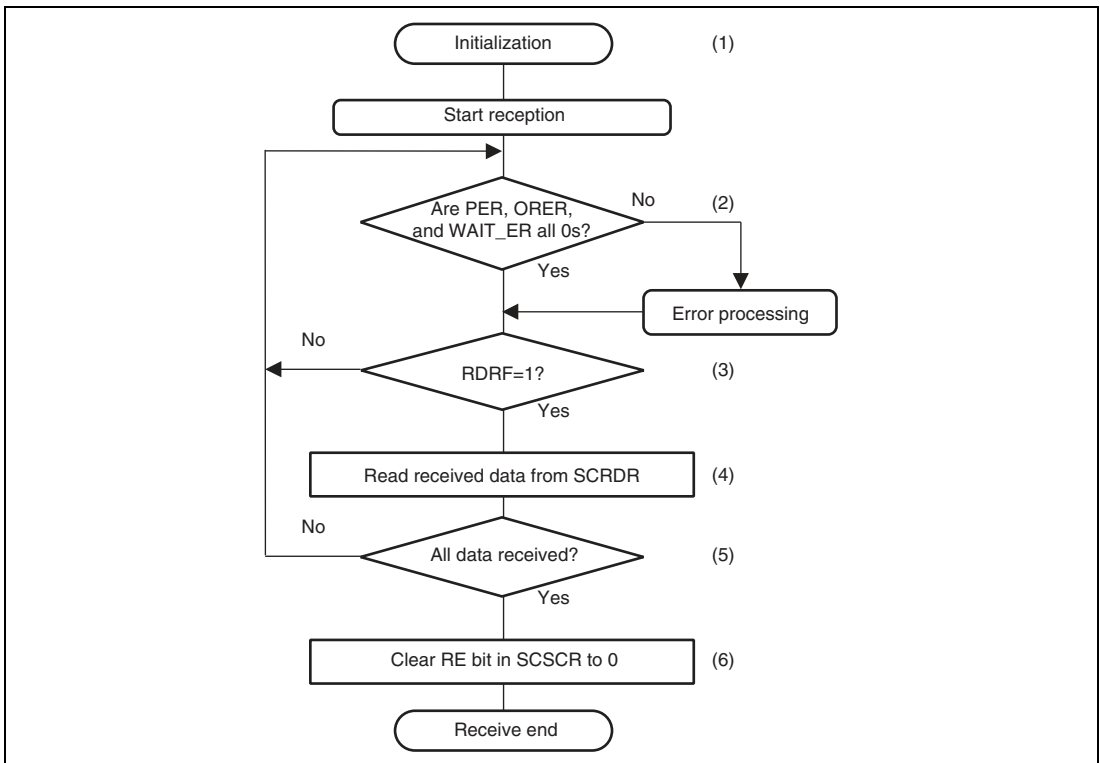 Initialization
(1)
Start reception
Are PER, ORER,
and WAIT_ER all 0s?
No
(2)
Yes
Error processing
No
RDRF=1?
(3)
Yes
Read received data from SCRDR
(4)
No
All data received?
(5)
Yes
Clear RE bit in SCSCR to 0
(6)
Receive end